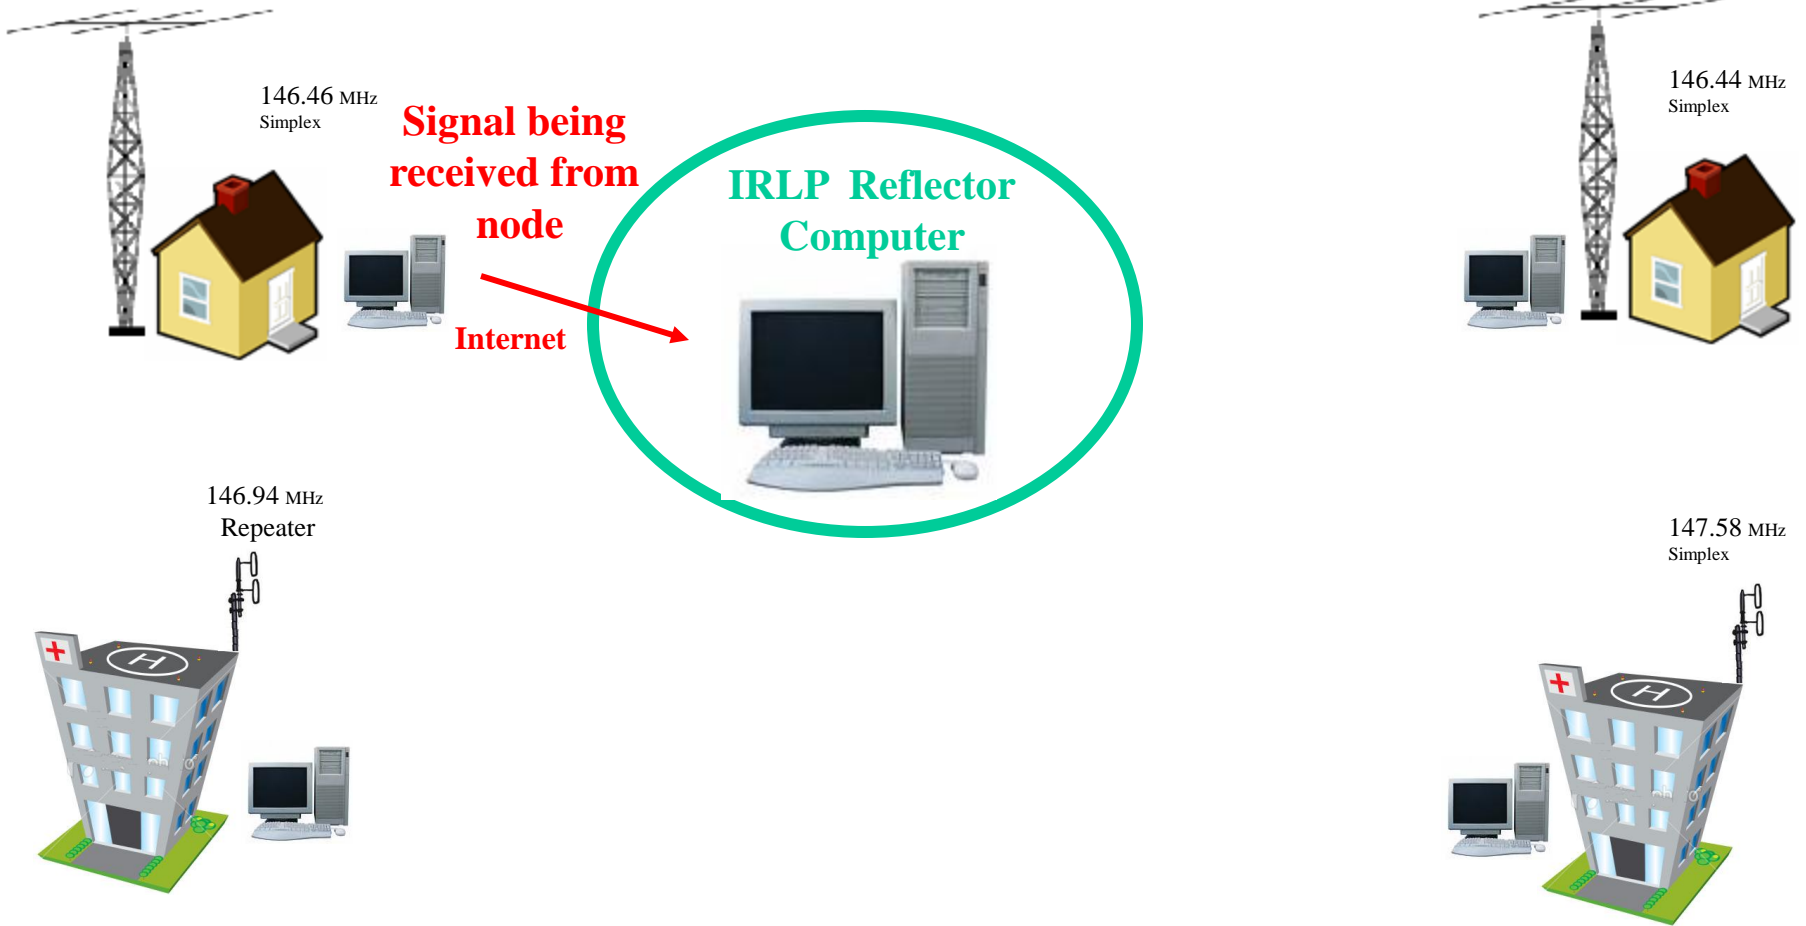 146.46 MHz
Simplex
Signal being
received from
node
Internet
IRLP Reflector
Computer
146.44 MHz
Simplex
146.94 MHz
Repeater
H
147.58 MHz
Simplex
H